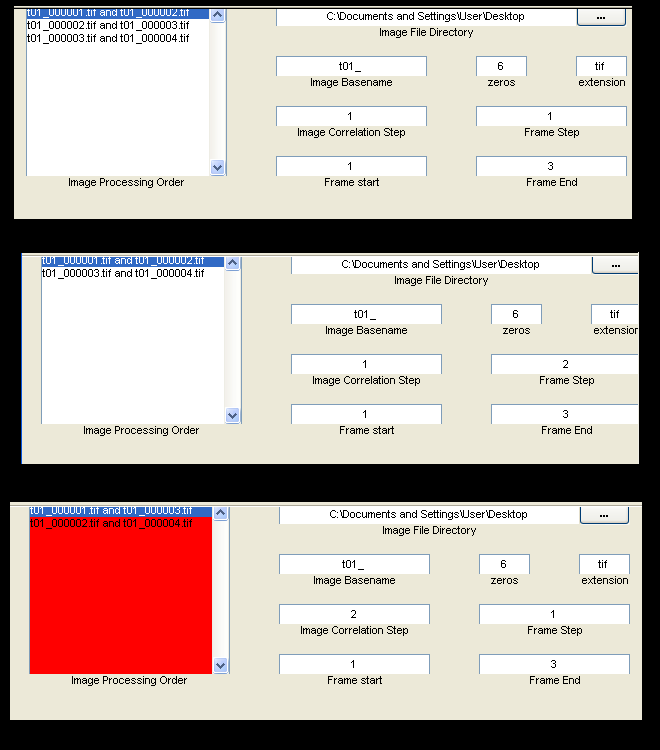 t01_000001.tif and t01_000002.tif
t01_000002.tif and t01_000003.tif
t01_000003.tif and t01_000004.tif
Image Processing Order
C:\Documents and Settings\User\Desktop
...
Image File Directory
t01_
6
tif
Image Basename
zeros
extension
1
1
Image Correlation Step
Frame Step
1
3
Frame start
Frame End
t01_000001.tif and t01_000002.tif
t01_000003.tif and t01_000004.tif
Image Processing Order
C:\Documents and Settings\User\Desktop
...
Image File Directory
t01_
6
tif
Image Basename
zeros
extension
1
2
Image Correlation Step
Frame Step
1
3
Frame start
Frame End
t01_000001.tif and t01_000003.tif
t01_000002.tif and t01_000004.tif
Image Processing Order
C:\Documents and Settings\User\Desktop
...
Image File Directory
t01_
6
tif
Image Basename
zeros
extension
2
1
Image Correlation Step
Frame Step
1
3
Frame start
Frame End